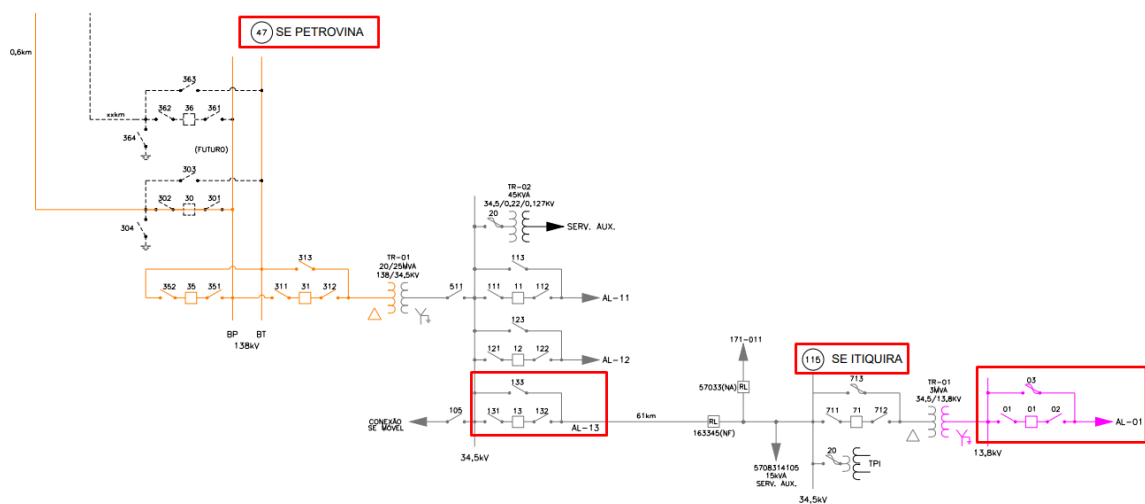 47 SE PETROVINA
0,6km
363
362 36 361
xxkm
364
(FUTURO)
303
302 30 301
304
313
352 35 351
311 31 312
BP BT
138kV
TR-01
20/25MVA
138/34,5KV
511
TR-02
45KVA
34,5/0,22/0,127KV
20
SERV. AUX.
113
111 11 112
AL-11
123
121 12 122
AL-12
133
131 13 132
AL-13
105
CONEXÃO
SE MÓVEL
34,5kV
61km
171-011
57033(NA) RL
RL
163345(NF)
5708314105
15kVA
SERV. AUX.
115 SE ITIQUIRA
713
711 71 712
20
TPI
34,5kV
TR-01
3MVA
34,5/13,8KV
03
01 01 02
AL-01
13,8kV